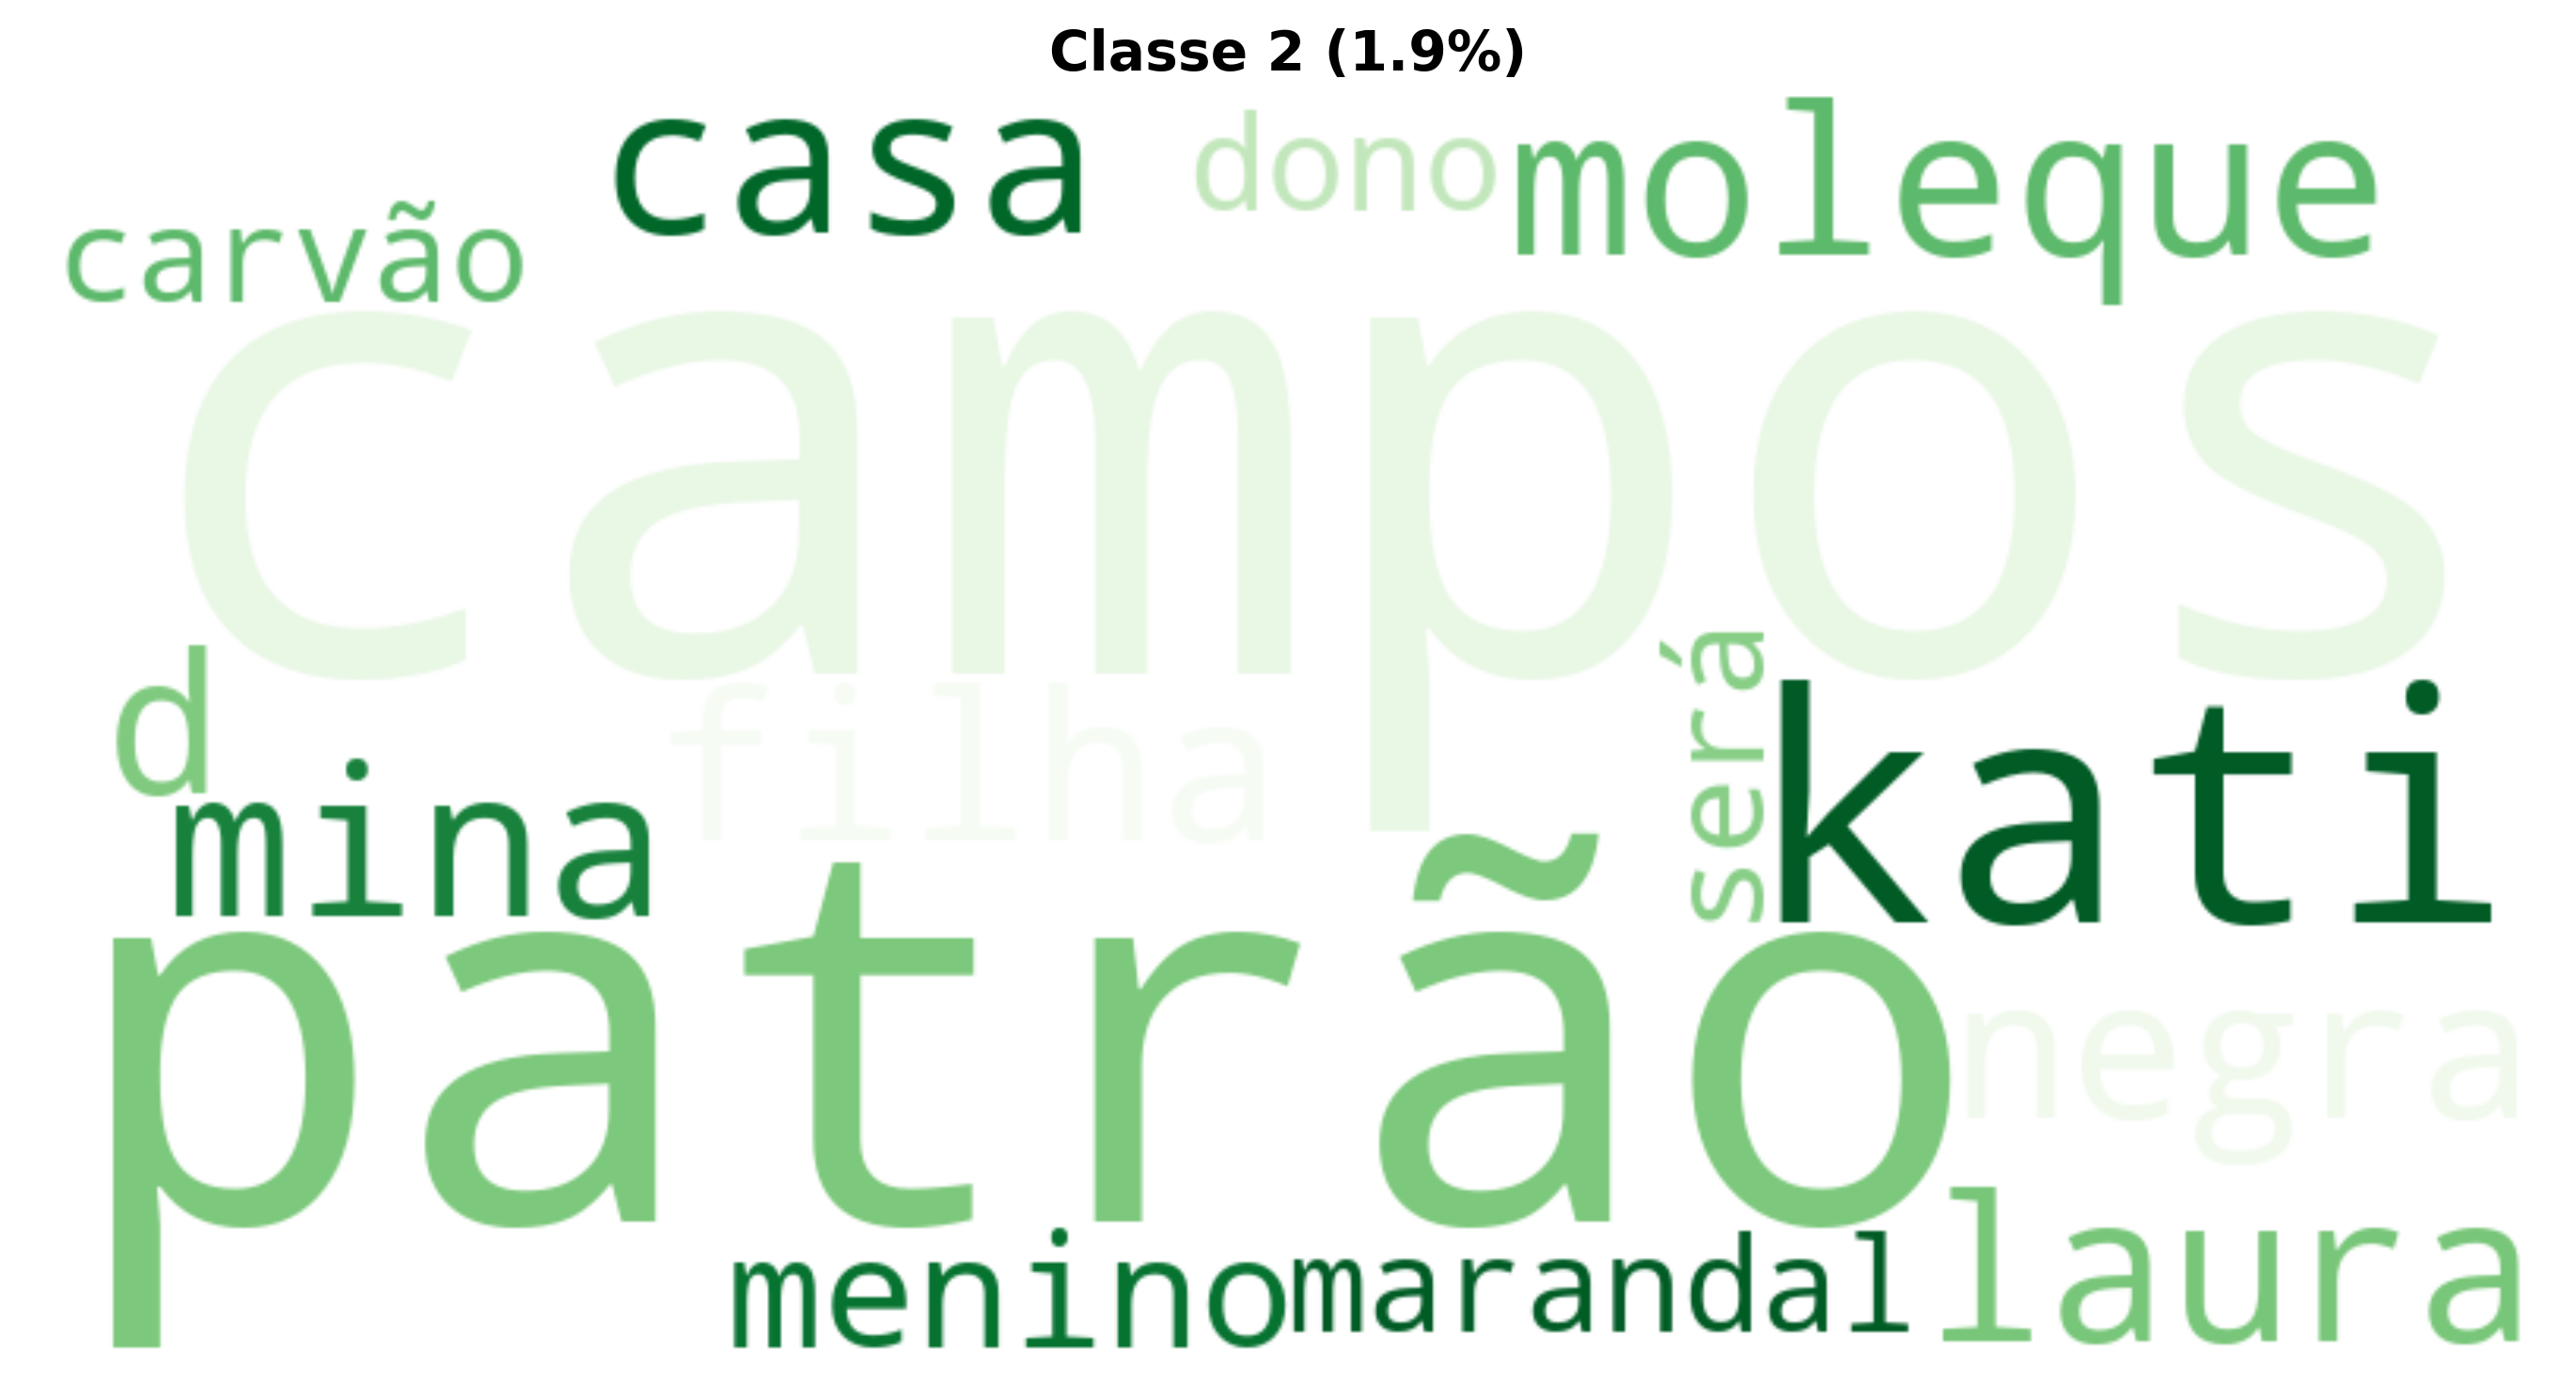 Classe 2 (1.9%)
casa dono moleque
carvão
campos
d filha será kati
mina
patrão negra
menino marandal laura